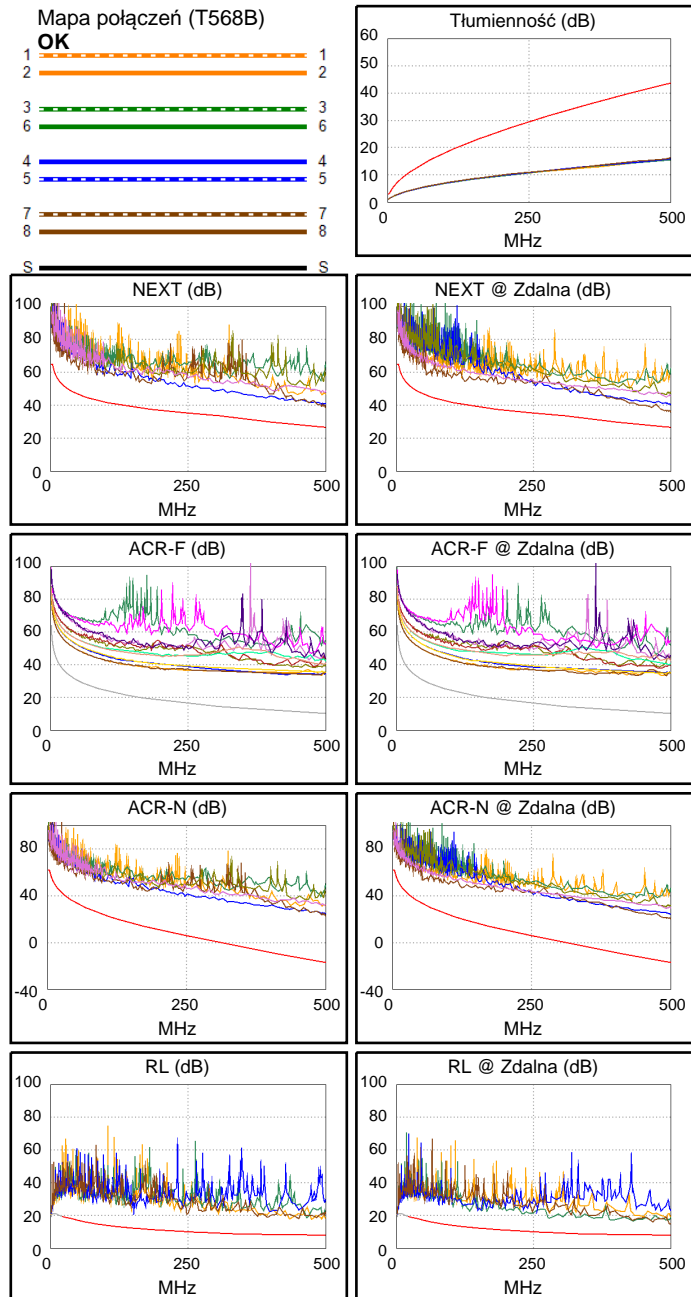 Mapa połączeń (T568B)
OK
1 1
2 2
3 3
6 6
4 4
5 5
7 7
8 8
S S
Tłumienność (dB)
60
50
40
30
20
10
0
250 500
MHz
NEXT (dB)
100
80
60
40
20
0
0 250 500
MHz
NEXT @ Zdalna (dB)
100
80
60
40
20
0
0 250 500
MHz
ACR-F (dB)
100
80
60
40
20
0
0 250 500
MHz
ACR-F @ Zdalna (dB)
100
80
60
40
20
0
0 250 500
MHz
ACR-N (dB)
80
40
0
-40
0 250 500
MHz
ACR-N @ Zdalna (dB)
80
40
0
-40
0 250 500
MHz
RL (dB)
100
80
60
40
20
0
0 250 500
MHz
RL @ Zdalna (dB)
100
80
60
40
20
0
0 250 500
MHz